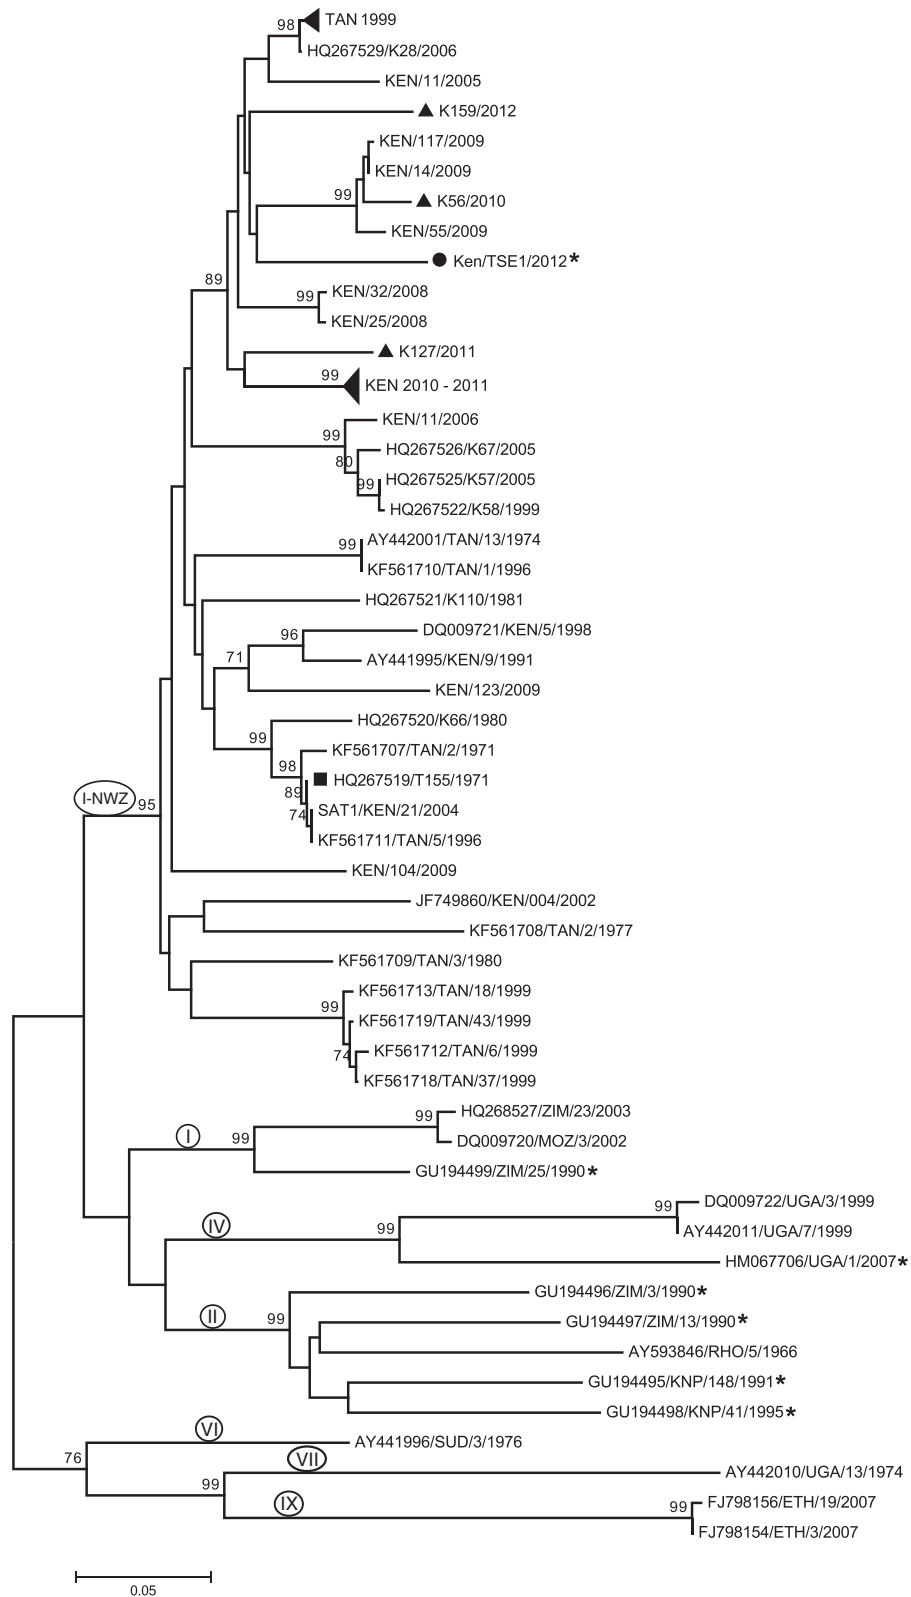 98
TAN 1999
HQ267529/K28/2006
KEN/11/2005
K159/2012
KEN/117/2009
KEN/14/2009
99
K56/2010
KEN/55/2009
Ken/TSE1/2012*
89
KEN/32/2008
99
KEN/25/2008
K127/2011
99
KEN 2010 - 2011
KEN/11/2006
99
HQ267526/K67/2005
80
HQ267525/K57/2005
99
HQ267522/K58/1999
AY442001/TAN/13/1974
99
KF561710/TAN/1/1996
HQ267521/K110/1981
DQ009721/KEN/5/1998
96
AY441995/KEN/9/1991
71
KEN/123/2009
HQ267520/K66/1980
99
KF561707/TAN/2/1971
98
HQ267519/T155/1971
89
SAT1/KEN/21/2004
74
KF561711/TAN/5/1996
I-NWZ
95
KEN/104/2009
JF749860/KEN/004/2002
KF561708/TAN/2/1977
KF561709/TAN/3/1980
KF561713/TAN/18/1999
99
KF561719/TAN/43/1999
74
KF561712/TAN/6/1999
KF561718/TAN/37/1999
HQ268527/ZIM/23/2003
99
DQ009720/MOZ/3/2002
I
99
GU194499/ZIM/25/1990*
DQ009722/UGA/3/1999
99
AY442011/UGA/7/1999
IV
99
HM067706/UGA/1/2007*
GU194496/ZIM/3/1990*
II
99
GU194497/ZIM/13/1990*
AY593846/RHO/5/1966
GU194495/KNP/148/1991*
GU194498/KNP/41/1995*
VI
AY441996/SUD/3/1976
76
VII
AY442010/UGA/13/1974
99
IX
99
FJ798156/ETH/19/2007
FJ798154/ETH/3/2007
0.05